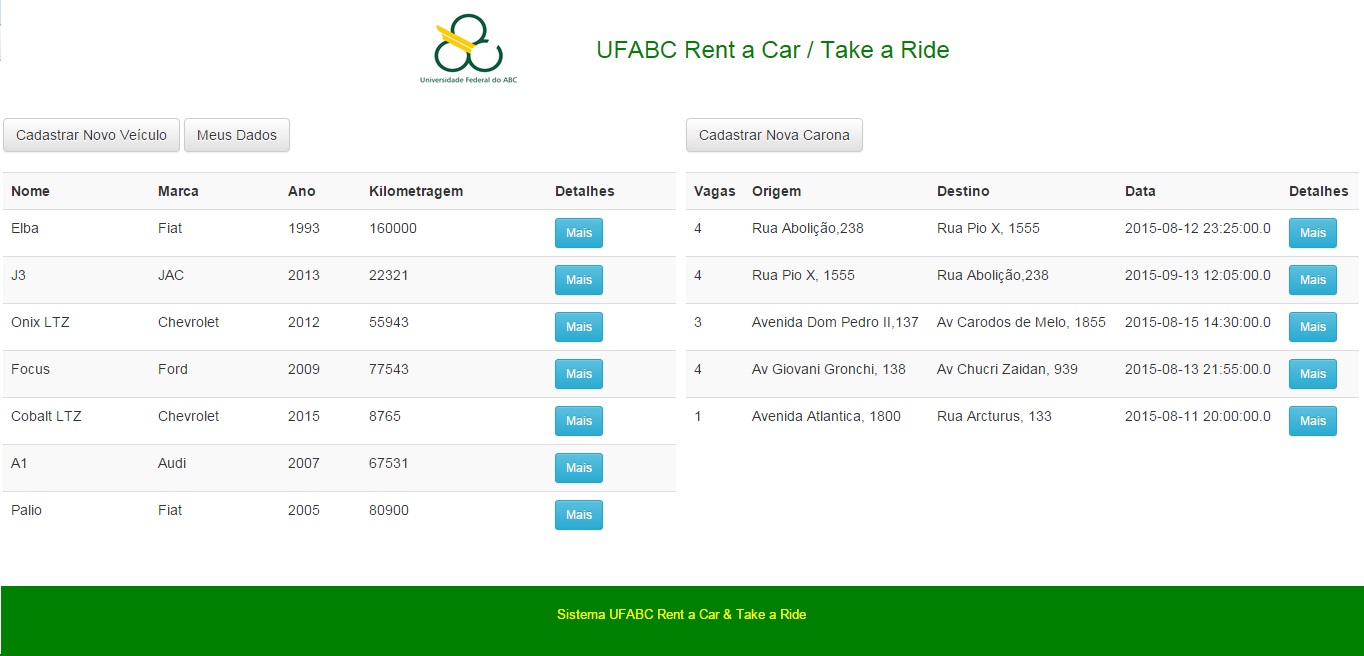 Universidade Federal do ABC
UFABC Rent a Car / Take a Ride
Cadastrar Novo Veículo Meus Dados
Nome Marca Ano Kilometragem Detalhes
Elba Fiat 1993 160000 Mais
J3 JAC 2013 22321 Mais
Onix LTZ Chevrolet 2012 55943 Mais
Focus Ford 2009 77543 Mais
Cobalt LTZ Chevrolet 2015 8765 Mais
A1 Audi 2007 67531 Mais
Palio Fiat 2005 80900 Mais
Cadastrar Nova Carona
Vagas Origem Destino Data Detalhes
4 Rua Abolição,238 Rua Pio X, 1555 2015-08-12 23:25:00.0 Mais
4 Rua Pio X, 1555 Rua Abolição,238 2015-09-13 12:05:00.0 Mais
3 Avenida Dom Pedro II,137 Av Carodos de Melo, 1855 2015-08-15 14:30:00.0 Mais
4 Av Giovani Gronchi, 138 Av Chucri Zaidan, 939 2015-08-13 21:55:00.0 Mais
1 Avenida Atlantica, 1800 Rua Arcturus, 133 2015-08-11 20:00:00.0 Mais
Sistema UFABC Rent a Car & Take a Ride